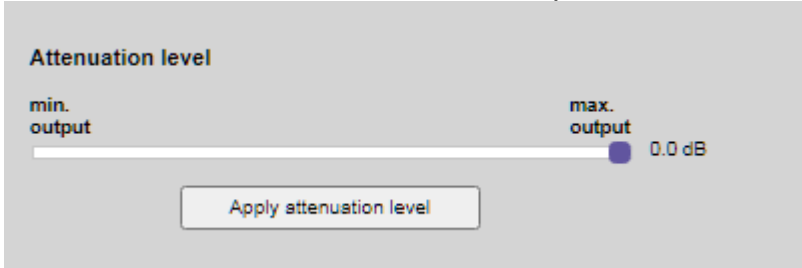 Attenuation level
min. max.
output output
0.0 dB
Apply attenuation level